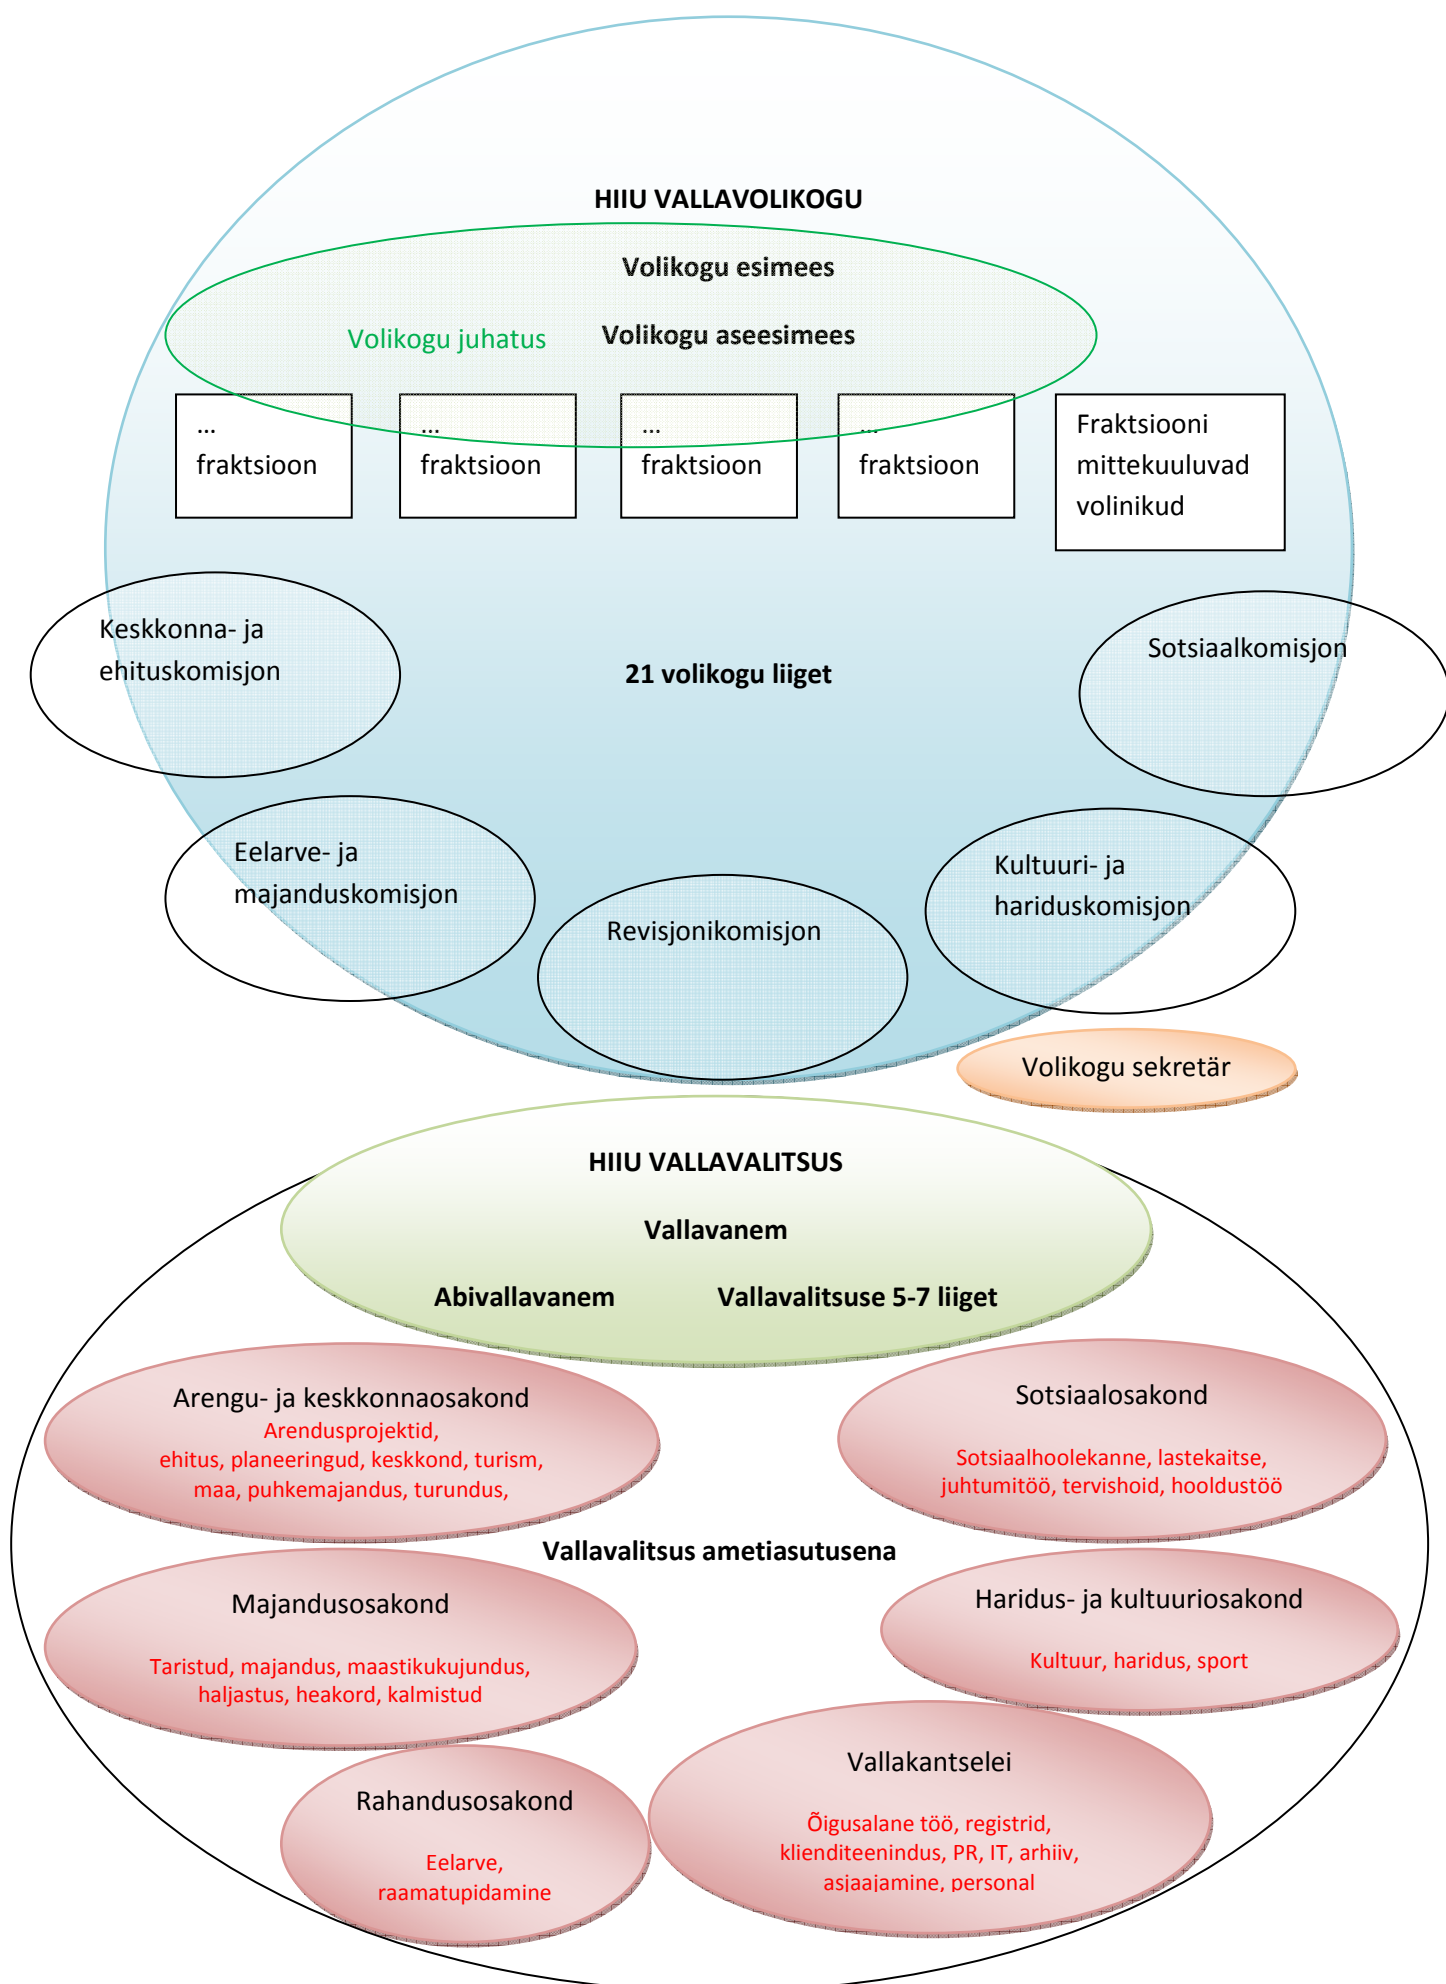 HIIU VALLAVOLIKOGU
Volikogu esimees
Volikogu juhatus
Volikogu aseesimees
...
fraktsioon
...
fraktsioon
...
fraktsioon
...
fraktsioon
Fraktsiooni
mittekuuluvad
volinikud
Keskkonna- ja
ehituskomisjon
21 volikogu liiget
Sotsiaalkomisjon
Eelarve- ja
majanduskomisjon
Revisjonikomisjon
Kultuuri- ja
hariduskomisjon
Volikogu sekretär
HIIU VALLAVALITSUS
Vallavanem
Abivallavanem
Vallavalitsuse 5-7 liiget
Arengu- ja keskkonnaosakond
Arendusprojektid,
ehitus, planeeringud, keskkond, turism,
maa, puhkemajandus, turundus,
Sotsiaalosakond
Sotsiaalhoolekanne, lastekaitse,
juhtumitöö, tervishoid, hooldustöö
Vallavalitsus ametiasutusena
Majandusosakond
Taristud, majandus, maastikukujundus,
haljastus, heakord, kalmistud
Haridus- ja kultuuriosakond
Kultuur, haridus, sport
Rahandusosakond
Eelarve,
raamatupidamine
Vallakantselei
Õigusalane töö, registrid,
klienditeenindus, PR, IT, arhiiv,
asjaajamine, personal